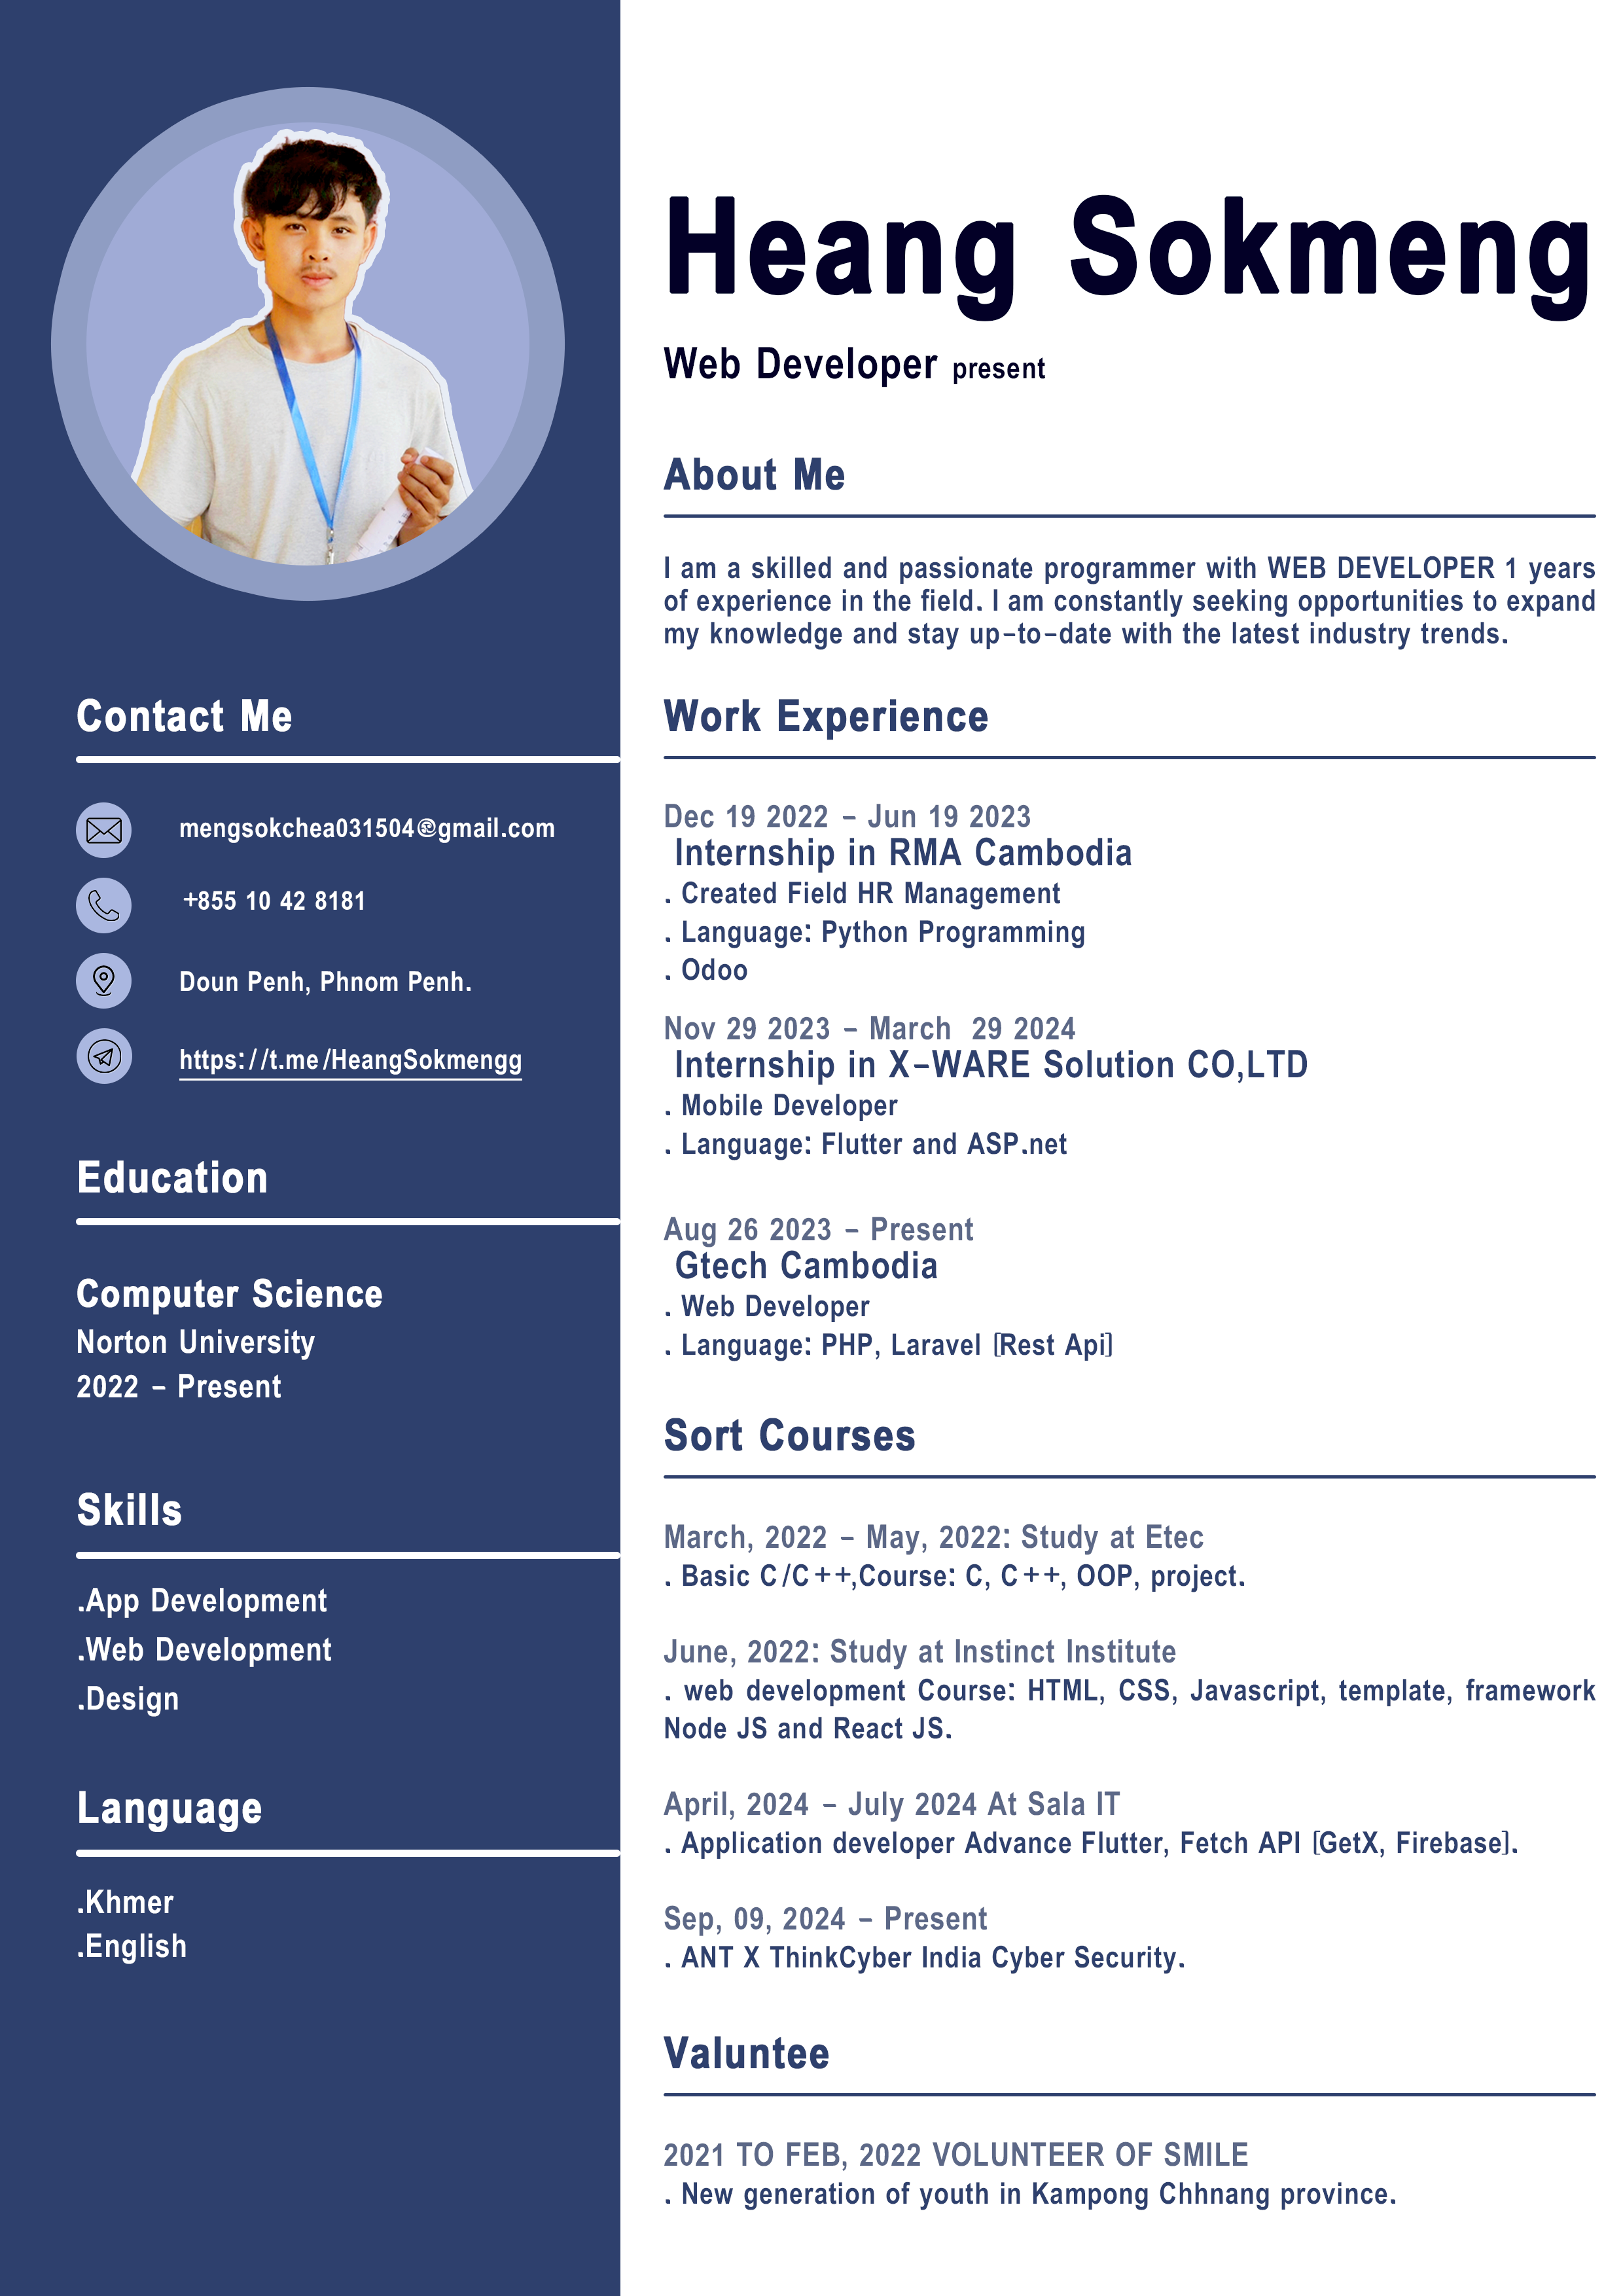 Heang Sokmeng
Web Developer present
About Me
I am a skilled and passionate programmer with WEB DEVELOPER 1 years
of experience in the field. I am constantly seeking opportunities to expand
my knowledge and stay up-to-date with the latest industry trends.
Contact Me
mengsokchea031504@gmail.com
+855 10 42 8181
Doun Penh, Phnom Penh.
https://t.me/HeangSokmengg
Education
Computer Science
Norton University
2022 - Present
Skills
.App Development
.Web Development
.Design
Language
.Khmer
.English
Work Experience
Dec 19 2022 - Jun 19 2023
Internship in RMA Cambodia
. Created Field HR Management
. Language: Python Programming
. Odoo
Nov 29 2023 - March 29 2024
Internship in X-WARE Solution CO,LTD
. Mobile Developer
. Language: Flutter and ASP.net
Aug 26 2023 - Present
Gtech Cambodia
. Web Developer
. Language: PHP, Laravel [Rest Api]
Sort Courses
March, 2022 - May, 2022: Study at Etec
. Basic C/C++,Course: C, C++, OOP, project.
June, 2022: Study at Instinct Institute
. web development Course: HTML, CSS, Javascript, template, framework
Node JS and React JS.
April, 2024 - July 2024 At Sala IT
. Application developer Advance Flutter, Fetch API [GetX, Firebase].
Sep, 09, 2024 - Present
. ANT X ThinkCyber India Cyber Security.
Valuntee
2021 TO FEB, 2022 VOLUNTEER OF SMILE
. New generation of youth in Kampong Chhnang province.